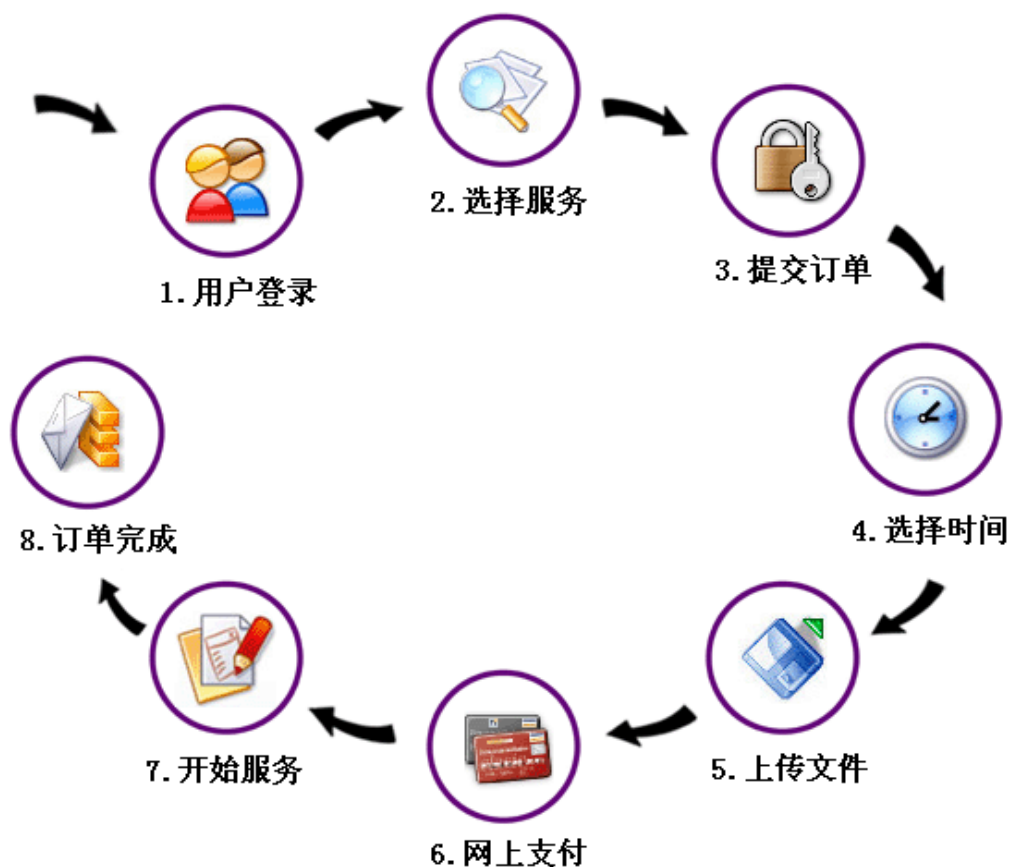 1.用户登录
2.选择服务
3.提交订单
4.选择时间
5.上传文件
6.网上支付
7.开始服务
8.订单完成